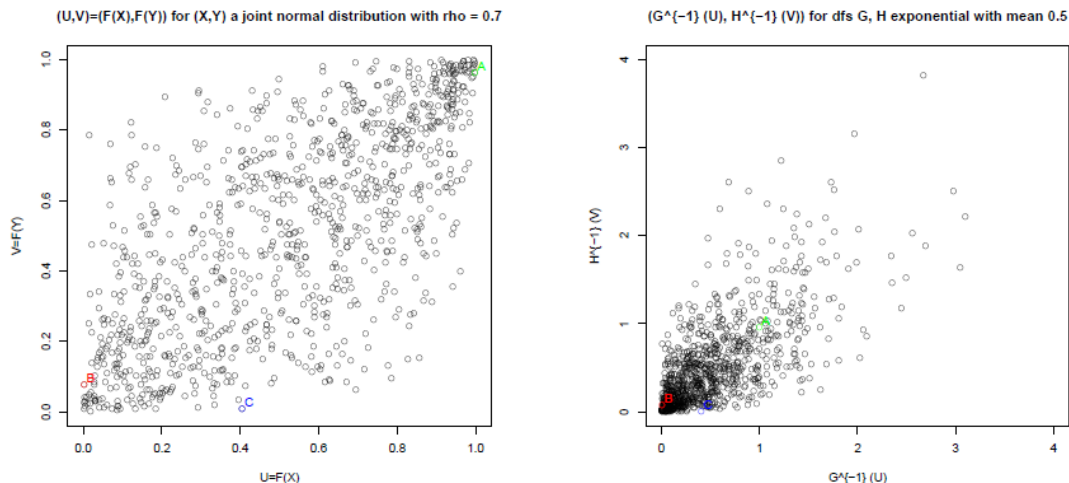 (U,V)=(F(X),F(Y)) for (X,Y) a joint normal distribution with rho = 0.7
1.0
0.8
0.6
0.4
0.2
0.0
V=F(Y)
A
B
C
0.0 0.2 0.4 0.6 0.8 1.0
U=F(X)
(G^{-1} (U), H^{-1} (V)) for dfs G, H exponential with mean 0.5
4
3
2
1
0
H^{-1} (V)
A
B
C
0 1 2 3 4
G^{-1} (U)